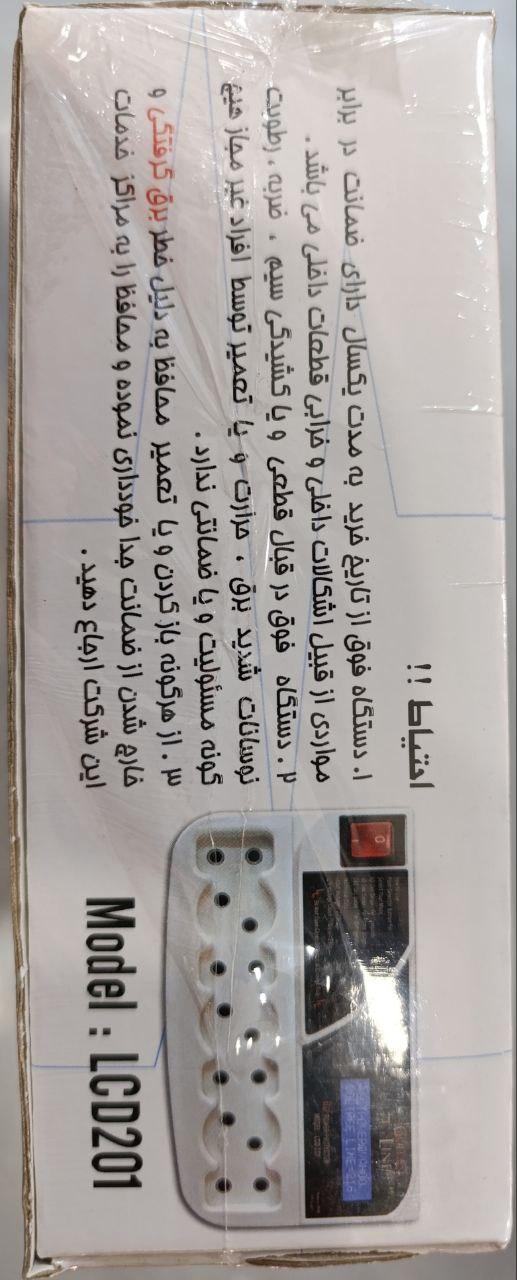 احتیاط !!
۱. دستگاه فوق از تاریخ خرید به مدت یکسال دارای ضمانت در برابر
مواردی از قبیل اشکالات داخلی و خرابی قطعات داخلی می باشد .
۲. دستگاه فوق در قبال قطعی و یا کشیدگی سیم ، ضربه ، رطوبت
نوسانات شدید برق ، حرارت و یا تعمیر توسط افراد غیر مجاز هیچ
گونه مسئولیت و یا ضمانتی ندارد .
۳. از هرگونه باز کردن و یا تعمیر محافظ به دلیل خطر برق گرفتگی و
خارج شدن از ضمانت جدا خودداری نموده و محافظ را به مراکز خدمات
این شرکت ارجاع دهید .
Model : LCD201